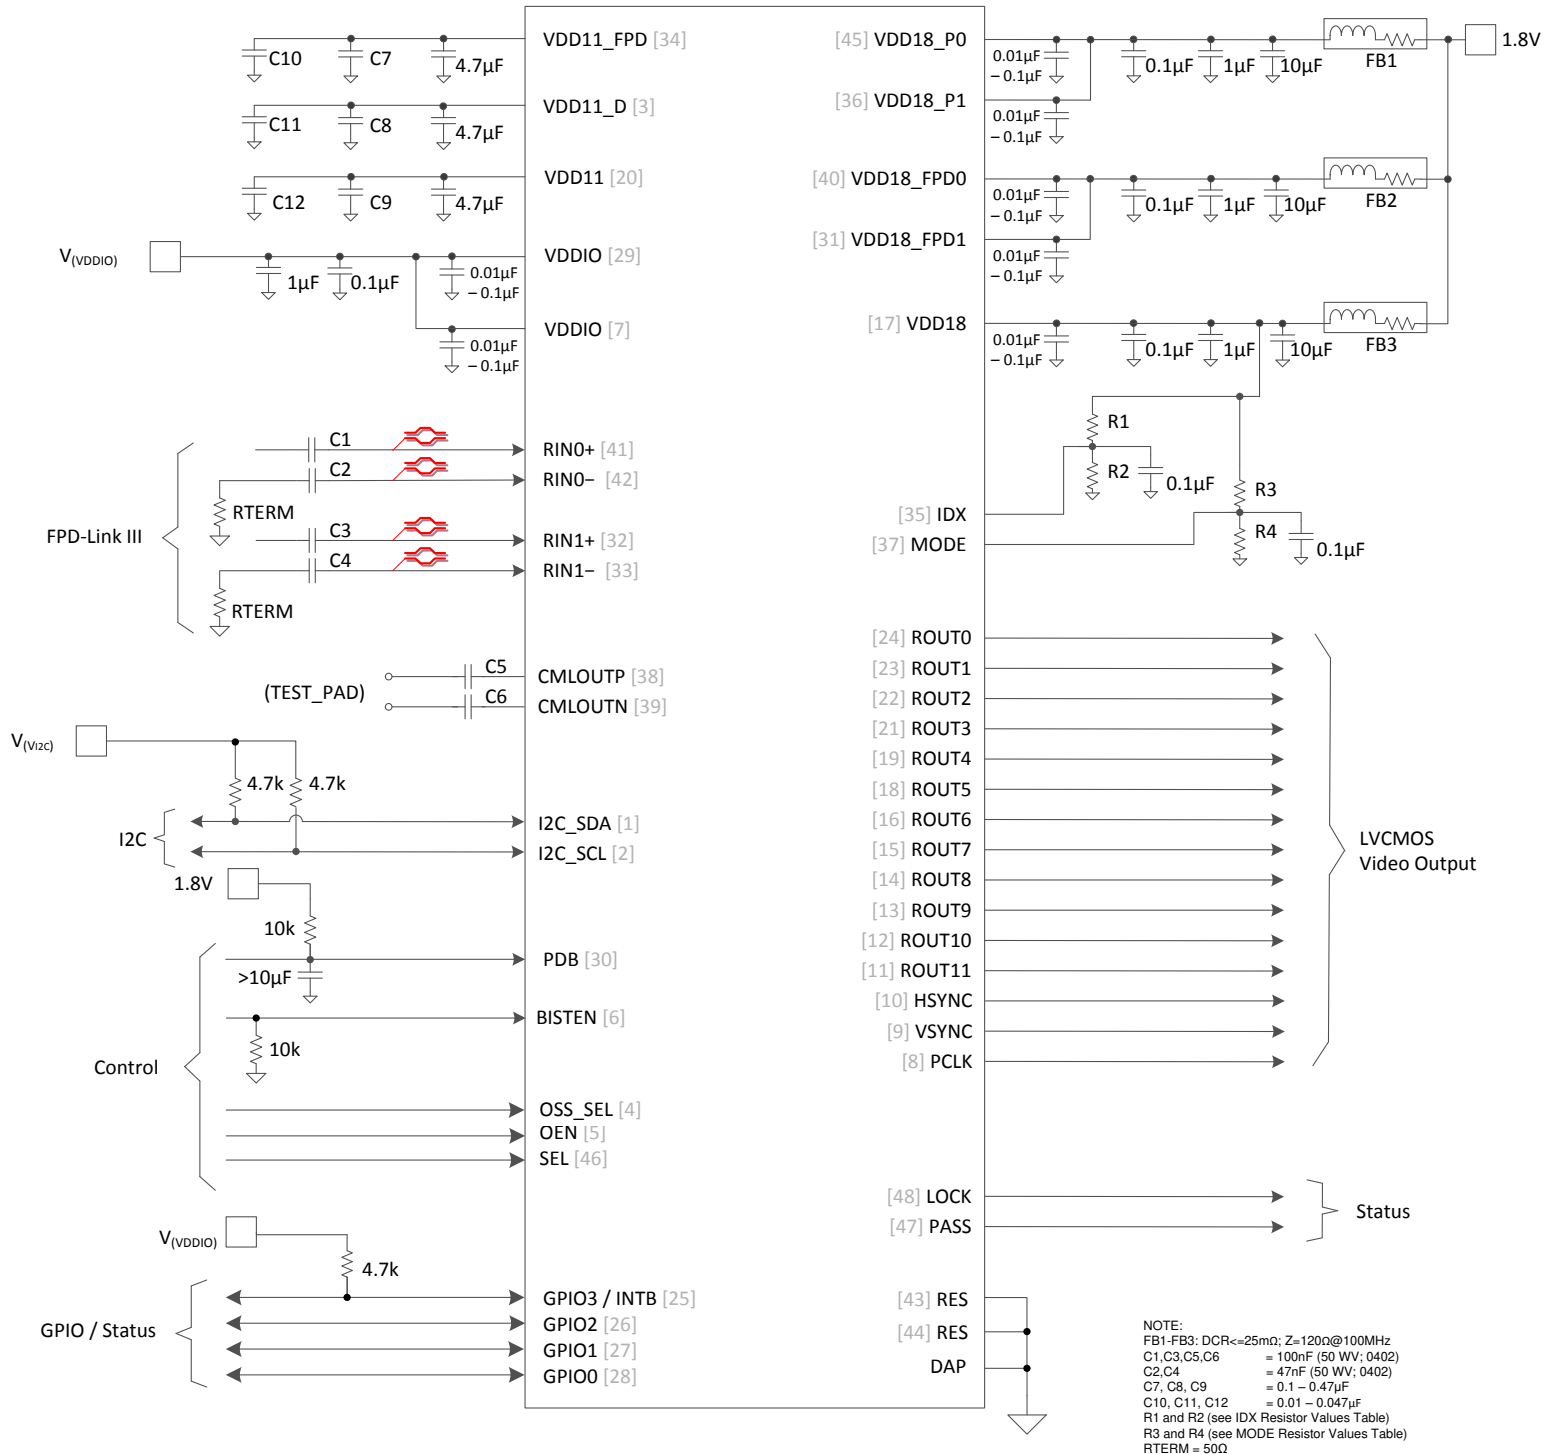 C10
C7
4.7µF
VDD11_FPD [34]
C11
C8
4.7µF
VDD11_D [3]
C12
C9
4.7µF
VDD11 [20]
V(VDDIO)
1µF
0.1µF
0.01µF
– 0.1µF
VDDIO [29]
0.01µF
– 0.1µF
VDDIO [7]
FPD-Link III
C1
RIN0+ [41]
C2
RIN0− [42]
RTERM
C3
RIN1+ [32]
C4
RIN1− [33]
RTERM
(TEST_PAD)
C5
CMLOUTP [38]
C6
CMLOUTN [39]
V(VI2C)
4.7k
4.7k
I2C
I2C_SDA [1]
I2C_SCL [2]
1.8V
10k
>10µF
PDB [30]
BISTEN [6]
10k
Control
OSS_SEL [4]
OEN [5]
SEL [46]
V(VDDIO)
4.7k
GPIO / Status
GPIO3 / INTB [25]
GPIO2 [26]
GPIO1 [27]
GPIO0 [28]
[45] VDD18_P0
0.01µF
– 0.1µF
0.1µF
1µF
10µF
FB1
1.8V
[36] VDD18_P1
0.01µF
– 0.1µF
[40] VDD18_FPD0
0.01µF
– 0.1µF
0.1µF
1µF
10µF
FB2
[31] VDD18_FPD1
0.01µF
– 0.1µF
[17] VDD18
0.01µF
– 0.1µF
0.1µF
1µF
10µF
FB3
R1
R2
0.1µF
R3
R4
0.1µF
[35] IDX
[37] MODE
[24] ROUT0
[23] ROUT1
[22] ROUT2
[21] ROUT3
[19] ROUT4
[18] ROUT5
[16] ROUT6
[15] ROUT7
[14] ROUT8
[13] ROUT9
[12] ROUT10
[11] ROUT11
[10] HSYNC
[9] VSYNC
[8] PCLK
LVCMOS
Video Output
[48] LOCK
[47] PASS
Status
[43] RES
[44] RES
DAP
NOTE:
FB1-FB3: DCR<=25mΩ; Z=120Ω@100MHz
C1,C3,C5,C6 = 100nF (50 WV; 0402)
C2,C4 = 47nF (50 WV; 0402)
C7, C8, C9 = 0.1 – 0.47µF
C10, C11, C12 = 0.01 – 0.047µF
R1 and R2 (see IDX Resistor Values Table)
R3 and R4 (see MODE Resistor Values Table)
RTERM = 50Ω